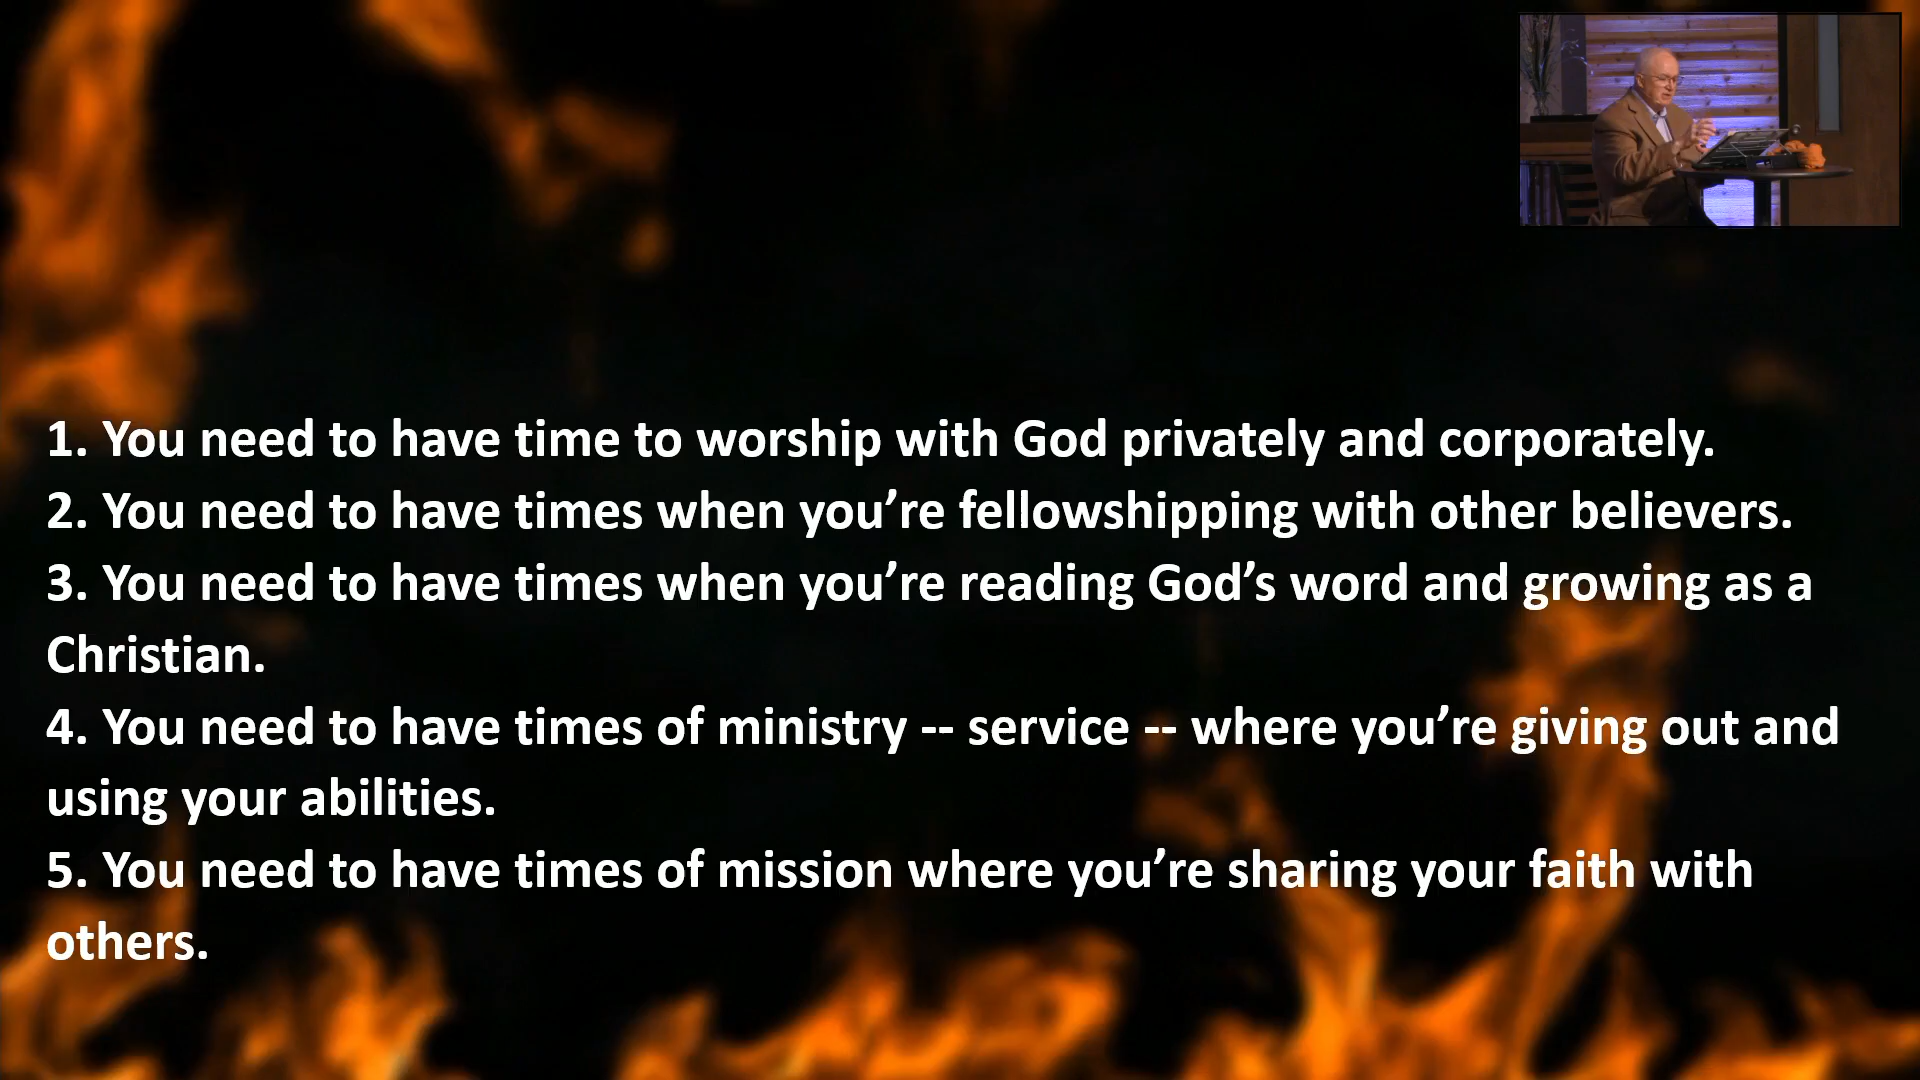 1. You need to have time to worship with God privately and corporately.
2. You need to have times when you’re fellowshipping with other believers.
3. You need to have times when you’re reading God’s word and growing as a
Christian.
4. You need to have times of ministry -- service -- where you’re giving out and
using your abilities.
5. You need to have times of mission where you’re sharing your faith with
others.